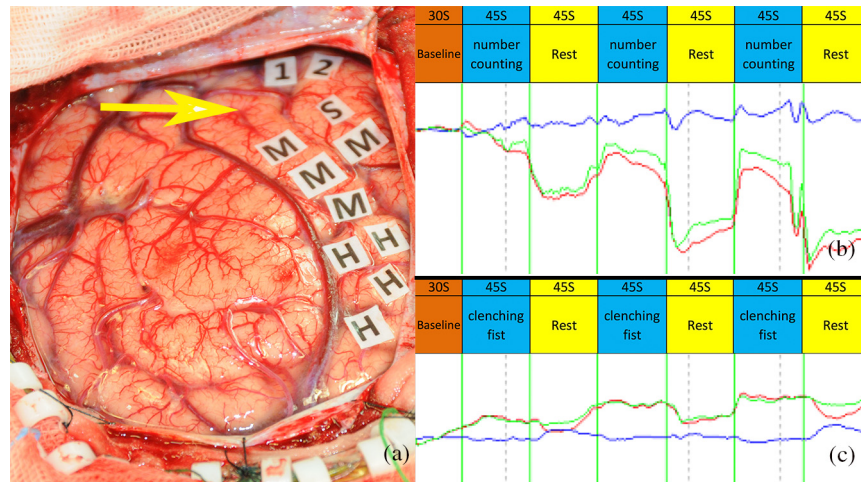 1 2
S
M
M
M
M
H
H
H
H
(a)
30S 45S 45S 45S 45S 45S 45S
Baseline number counting Rest number counting Rest number counting Rest
(b)
30S 45S 45S 45S 45S 45S 45S
Baseline clenching fist Rest clenching fist Rest clenching fist Rest
(c)